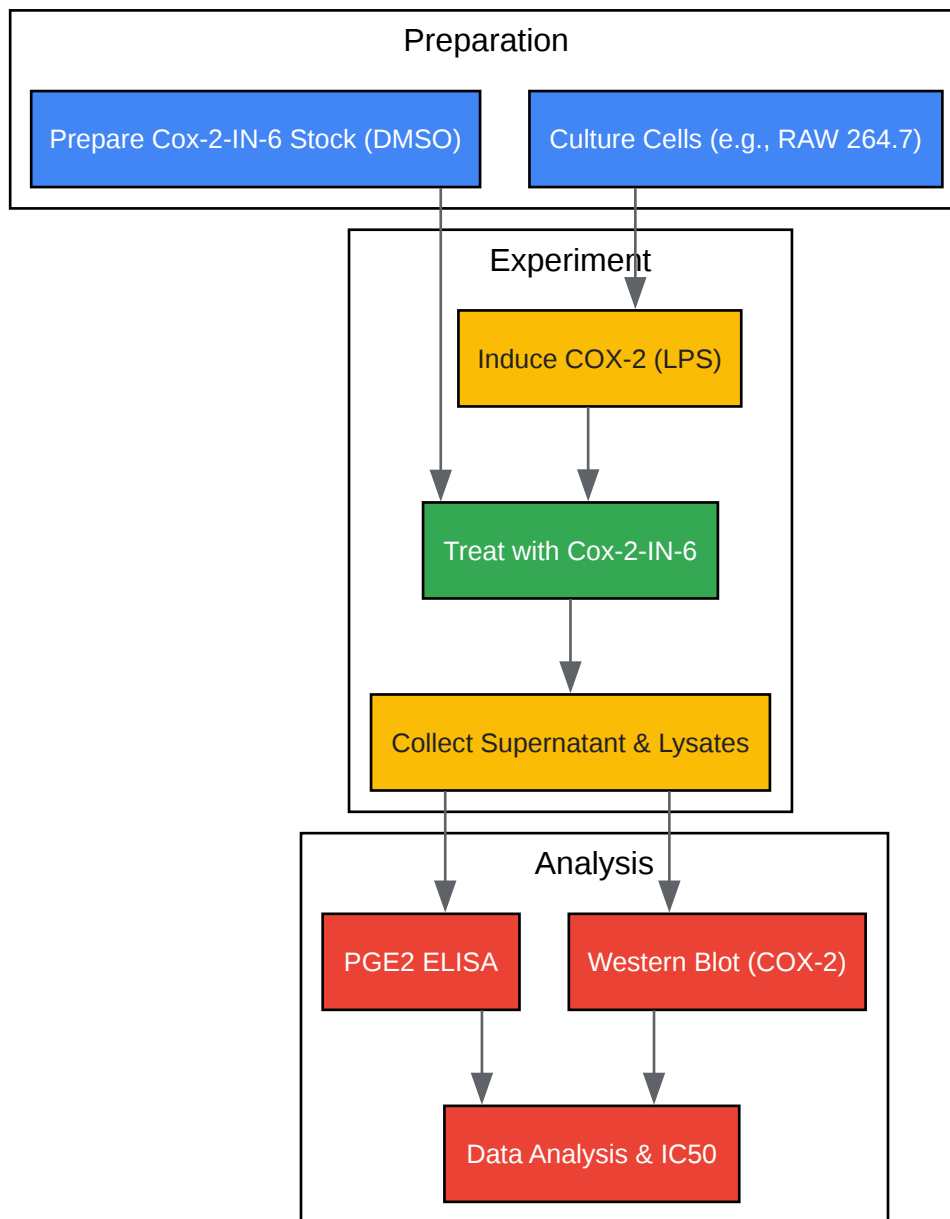 Preparation
Prepare Cox-2-IN-6 Stock (DMSO)
Culture Cells (e.g., RAW 264.7)
Experiment
Induce COX-2 (LPS)
Treat with Cox-2-IN-6
Collect Supernatant & Lysates
Analysis
PGE2 ELISA
Western Blot (COX-2)
Data Analysis & IC50